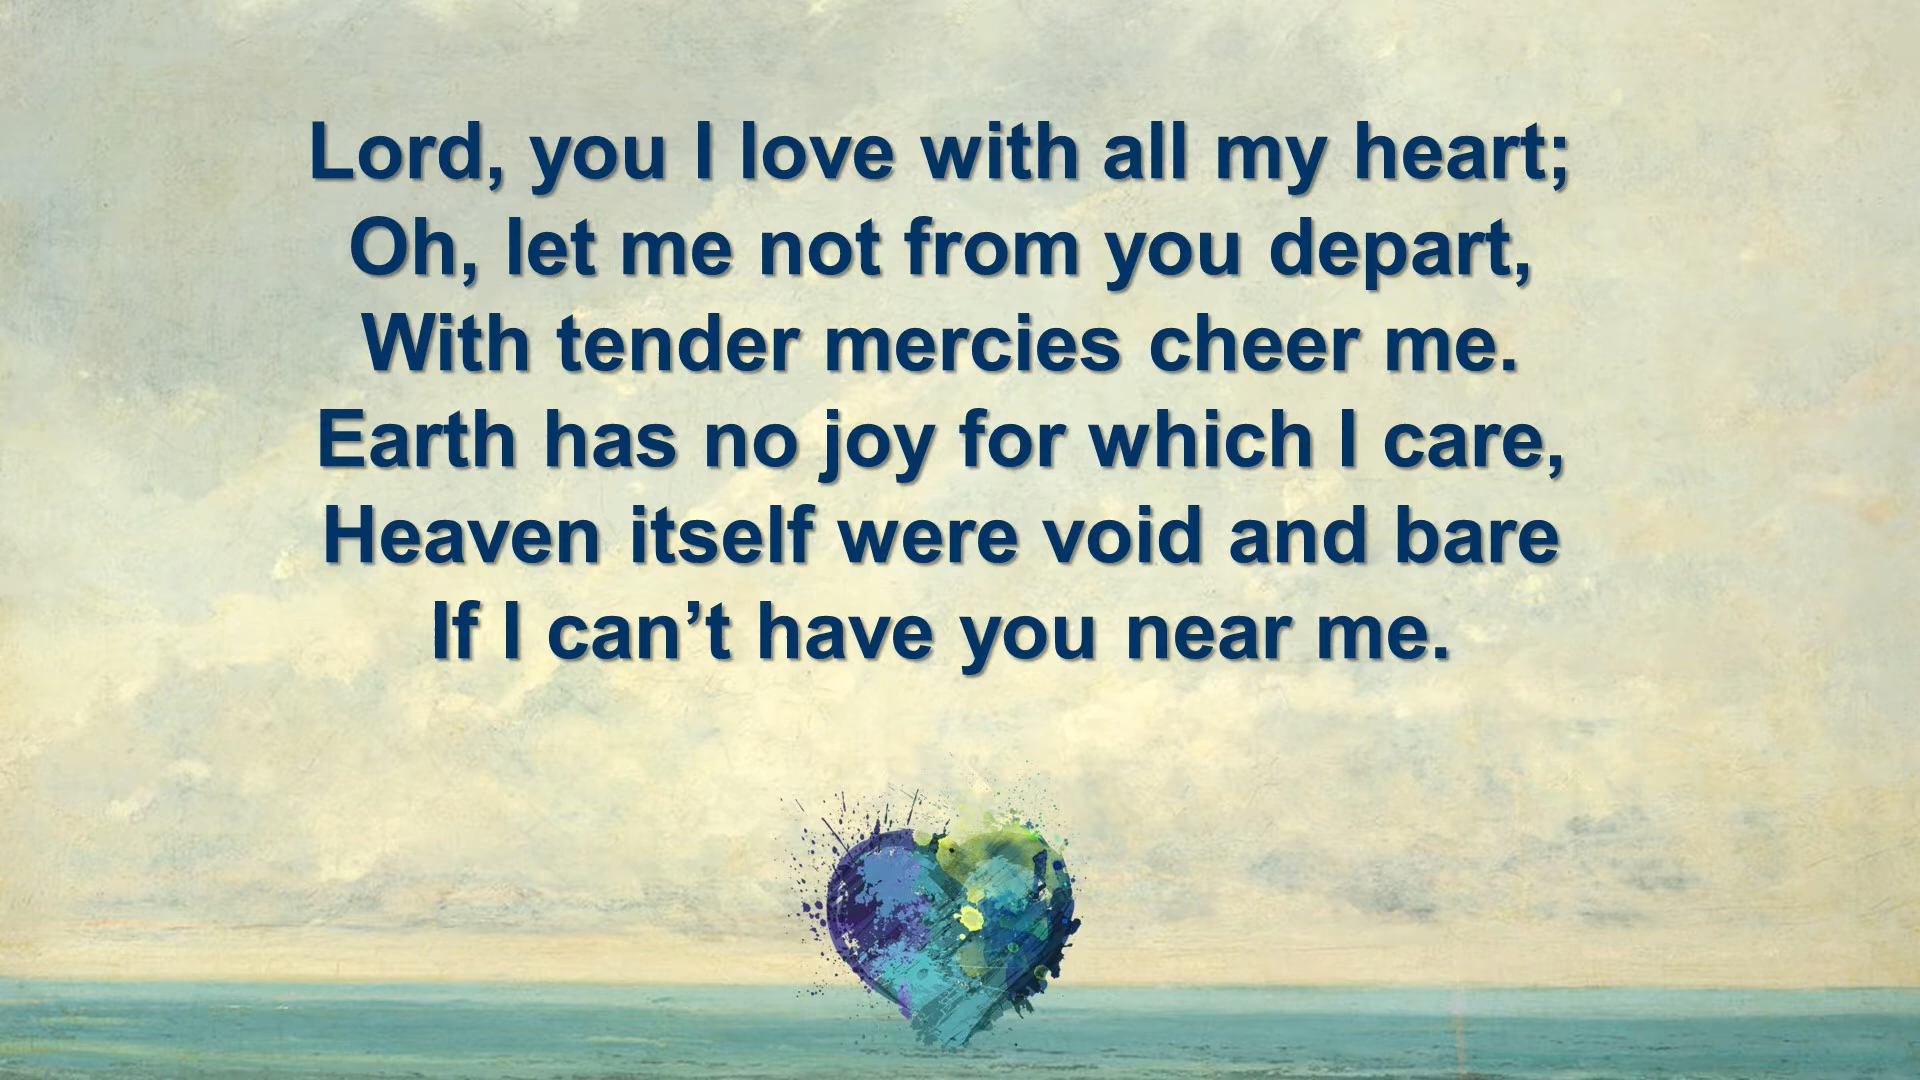 Lord, you I love with all my heart;
Oh, let me not from you depart,
With tender mercies cheer me.
Earth has no joy for which I care,
Heaven itself were void and bare
If I can’t have you near me.